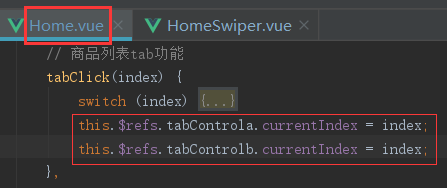 Home.vue × HomeSwiper.vue ×
// 商品列表tab功能
tabClick(index) {
switch (index) {...}
this.$refs.tabControla.currentIndex = index;
this.$refs.tabControlb.currentIndex = index;
},